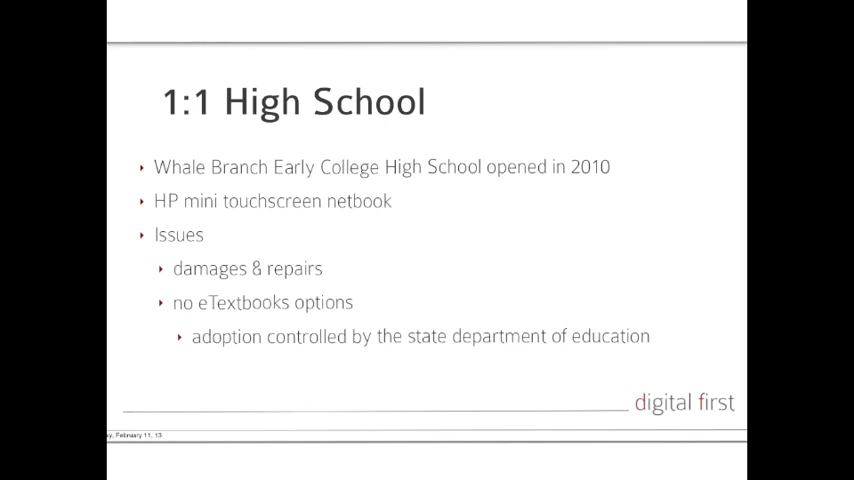 1:1 High School
Whale Branch Early College High School opened in 2010
HP mini touchscreen netbook
Issues
damages & repairs
no eTextbooks options
adoption controlled by the state department of education
digital first
February 11, 13